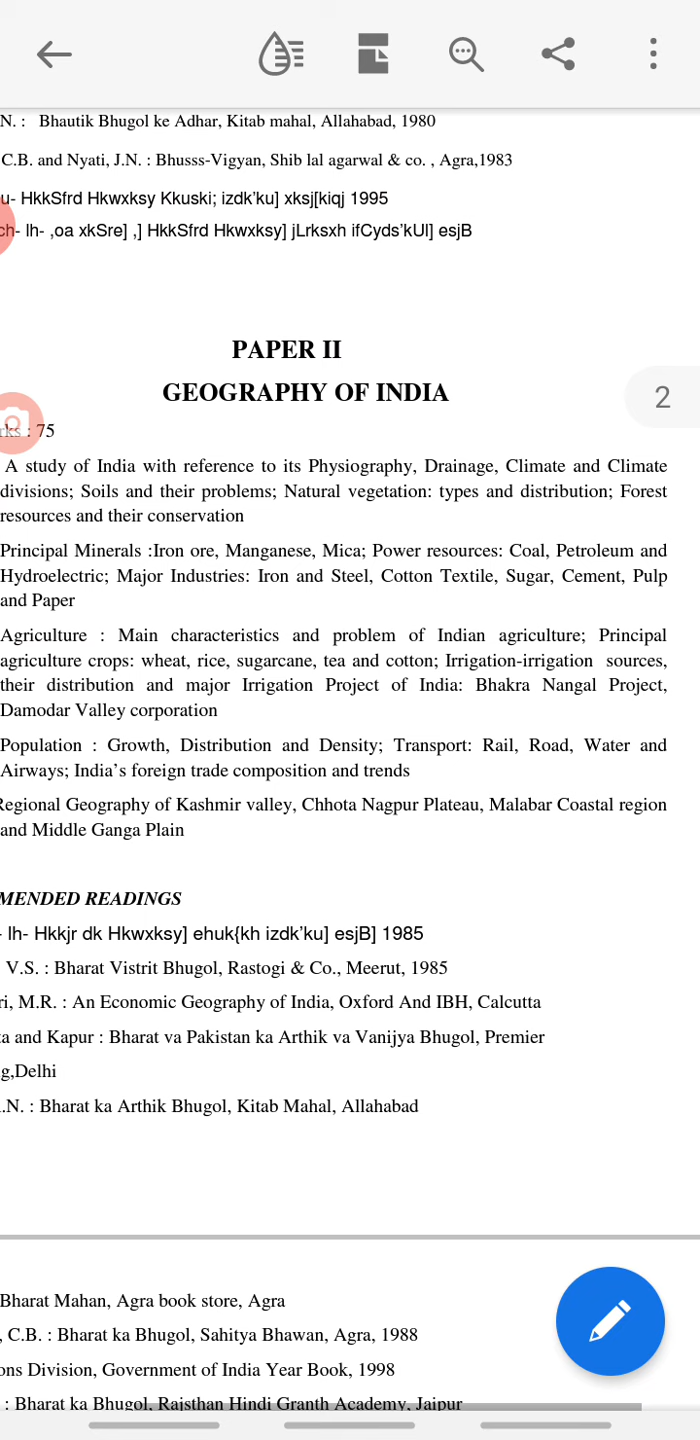 N. : Bhautik Bhugol ke Adhar, Kitab mahal, Allahabad, 1980
C.B. and Nyati, J.N. : Bhusss-Vigyan, Shib lal agarwal & co. , Agra,1983
u- HkkSfrd Hkwxksy Kkuski; izdk'ku] xksj[kiqj 1995
ch- lh- ,oa xkSre] ,] HkkSfrd Hkwxksy] jLrksxh ifCyds'kUl] esjB
PAPER II
GEOGRAPHY OF INDIA
2
rks : 75
A study of India with reference to its Physiography, Drainage, Climate and Climate
divisions; Soils and their problems; Natural vegetation: types and distribution; Forest
resources and their conservation
Principal Minerals :Iron ore, Manganese, Mica; Power resources: Coal, Petroleum and
Hydroelectric; Major Industries: Iron and Steel, Cotton Textile, Sugar, Cement, Pulp
and Paper
Agriculture : Main characteristics and problem of Indian agriculture; Principal
agriculture crops: wheat, rice, sugarcane, tea and cotton; Irrigation-irrigation sources,
their distribution and major Irrigation Project of India: Bhakra Nangal Project,
Damodar Valley corporation
Population : Growth, Distribution and Density; Transport: Rail, Road, Water and
Airways; India's foreign trade composition and trends
Regional Geography of Kashmir valley, Chhota Nagpur Plateau, Malabar Coastal region
and Middle Ganga Plain
MENDED READINGS
- lh- Hkkjr dk Hkwxksy] ehuk{kh izdk'ku] esjB] 1985
V.S. : Bharat Vistrit Bhugol, Rastogi & Co., Meerut, 1985
ri, M.R. : An Economic Geography of India, Oxford And IBH, Calcutta
ta and Kapur : Bharat va Pakistan ka Arthik va Vanijya Bhugol, Premier
g,Delhi
.N. : Bharat ka Arthik Bhugol, Kitab Mahal, Allahabad
Bharat Mahan, Agra book store, Agra
, C.B. : Bharat ka Bhugol, Sahitya Bhawan, Agra, 1988
ons Division, Government of India Year Book, 1998
: Bharat ka Bhugol, Rajsthan Hindi Granth Academy, Jaipur